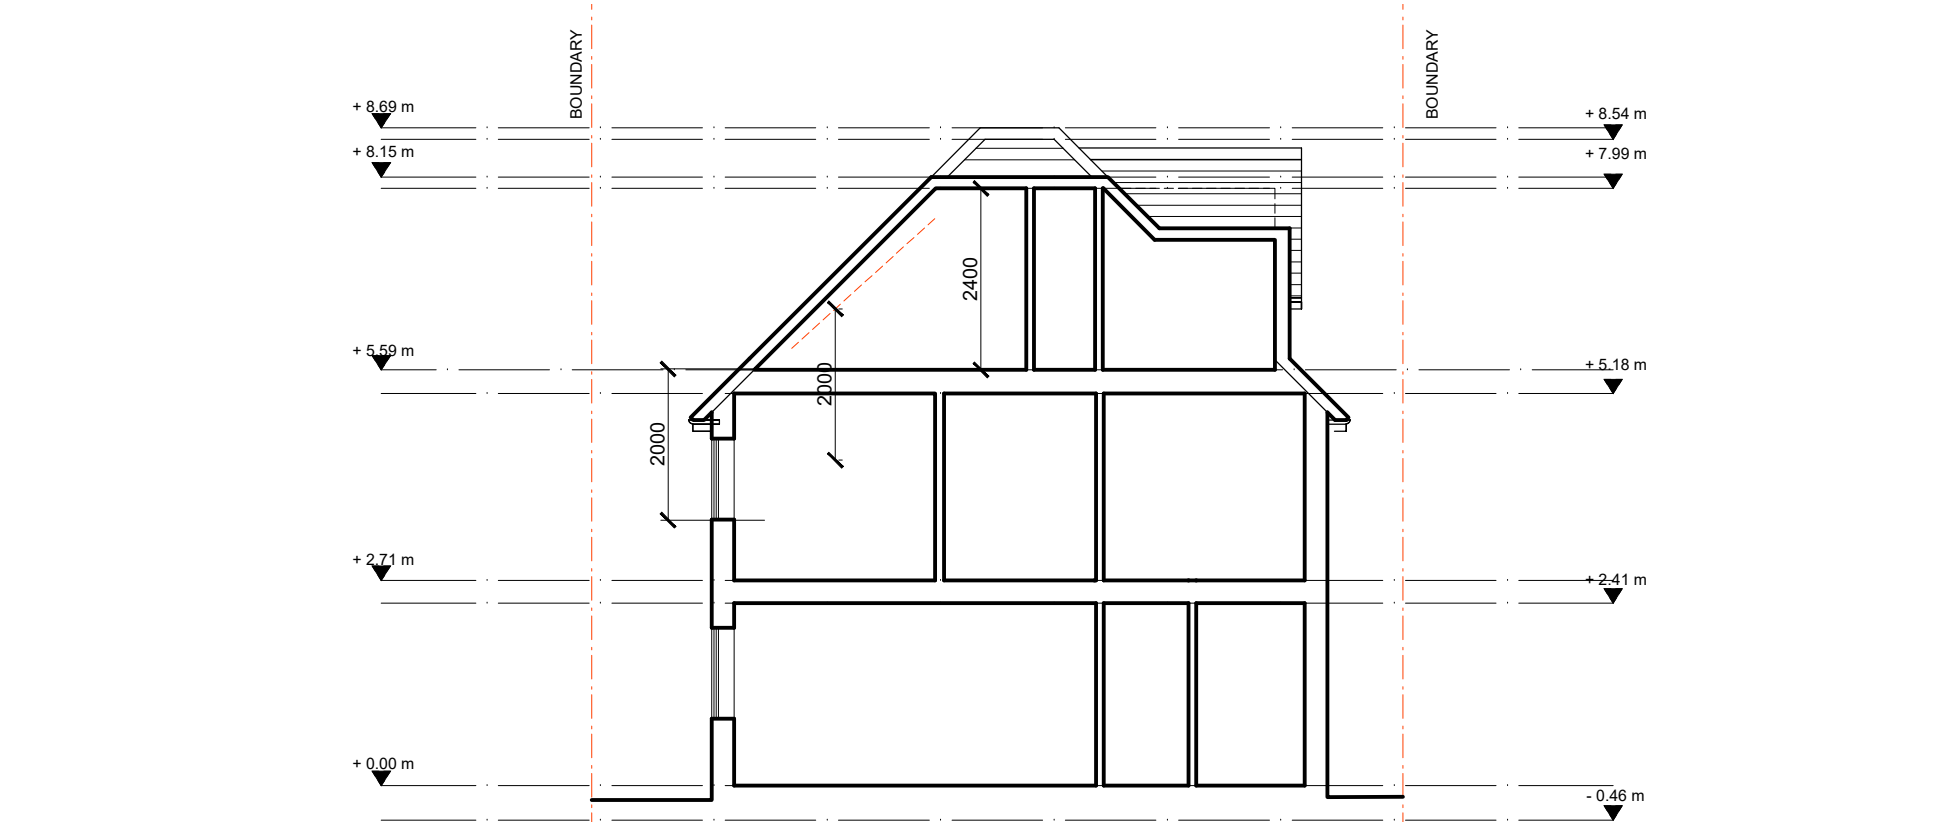 BOUNDARY
BOUNDARY
+ 8.69 m
+ 8.54 m
+ 8.15 m
+ 7.99 m
2400
+ 5.59 m
+ 5.18 m
2000
2000
+ 2.71 m
+ 2.41 m
+ 0.00 m
- 0.46 m